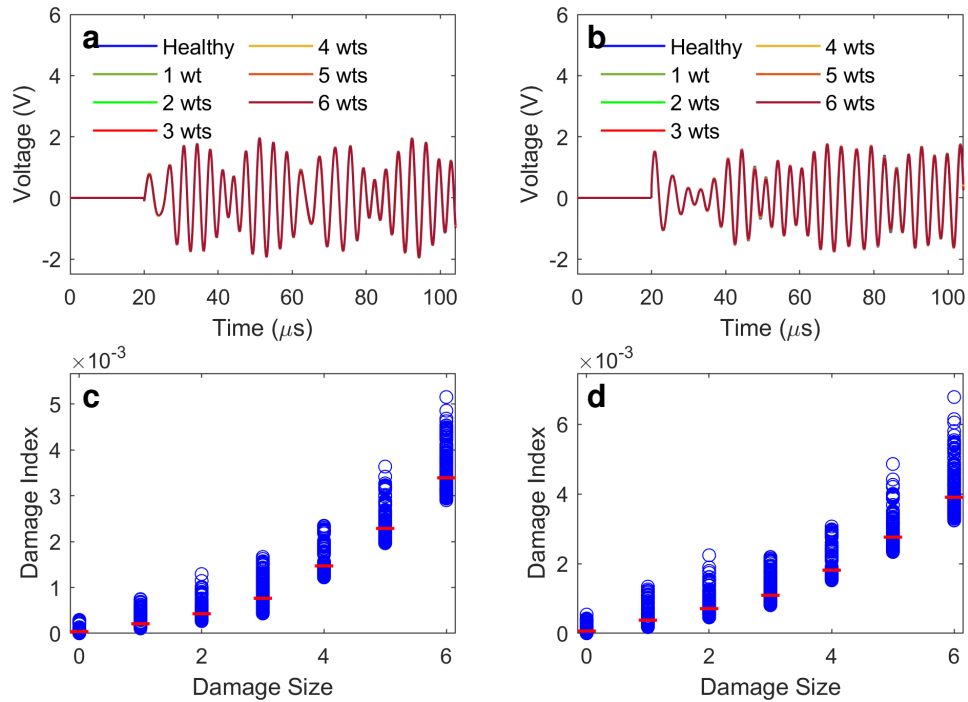 a
Healthy 4 wts
1 wt 5 wts
2 wts 6 wts
3 wts
6
4
2
0
-2
Voltage (V)
0 20 40 60 80 100
Time (μs)
b
Healthy 4 wts
1 wt 5 wts
2 wts 6 wts
3 wts
6
4
2
0
-2
Voltage (V)
0 20 40 60 80 100
Time (μs)
×10⁻³
c
5
4
3
2
1
0
Damage Index
0 2 4 6
Damage Size
×10⁻³
d
6
4
2
0
Damage Index
0 2 4 6
Damage Size